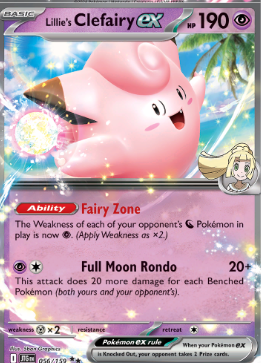 BASIC
Lillie's Clefairy ex HP 190
Ability Fairy Zone
The Weakness of each of your opponent's Pokémon in
play is now . (Apply Weakness as ×2.)
Full Moon Rondo 20+
This attack does 20 more damage for each
Benched Pokémon (both yours and your opponent's).
weakness ×2 resistance retreat
Pokémon ex rule
When your Pokémon ex
is Knocked Out, your opponent takes 2 Prize cards.
JTG EN 056/159